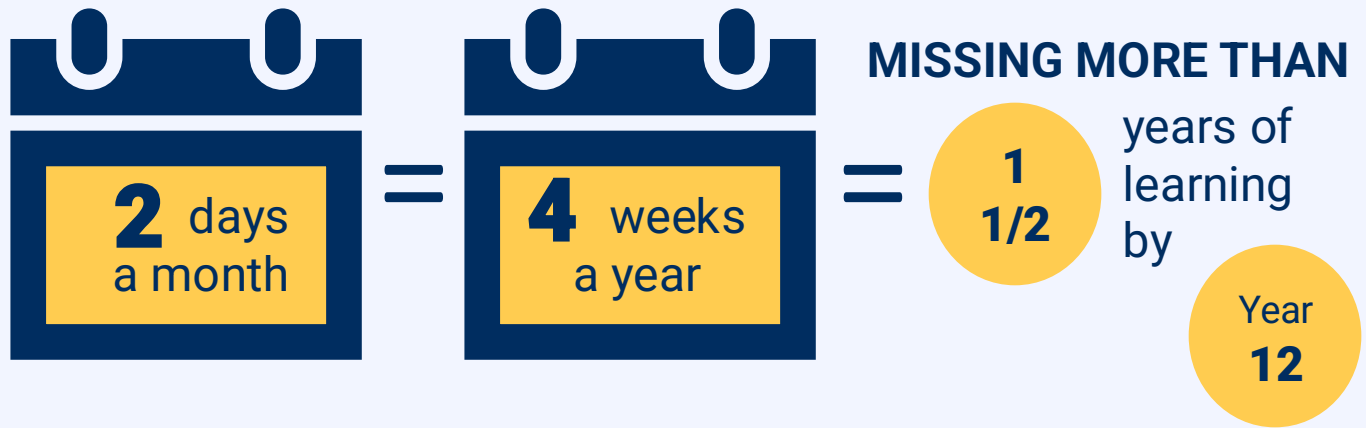 2 days
a month
=
4 weeks
a year
=
MISSING MORE THAN
1
1/2
years of
learning
by
Year
12